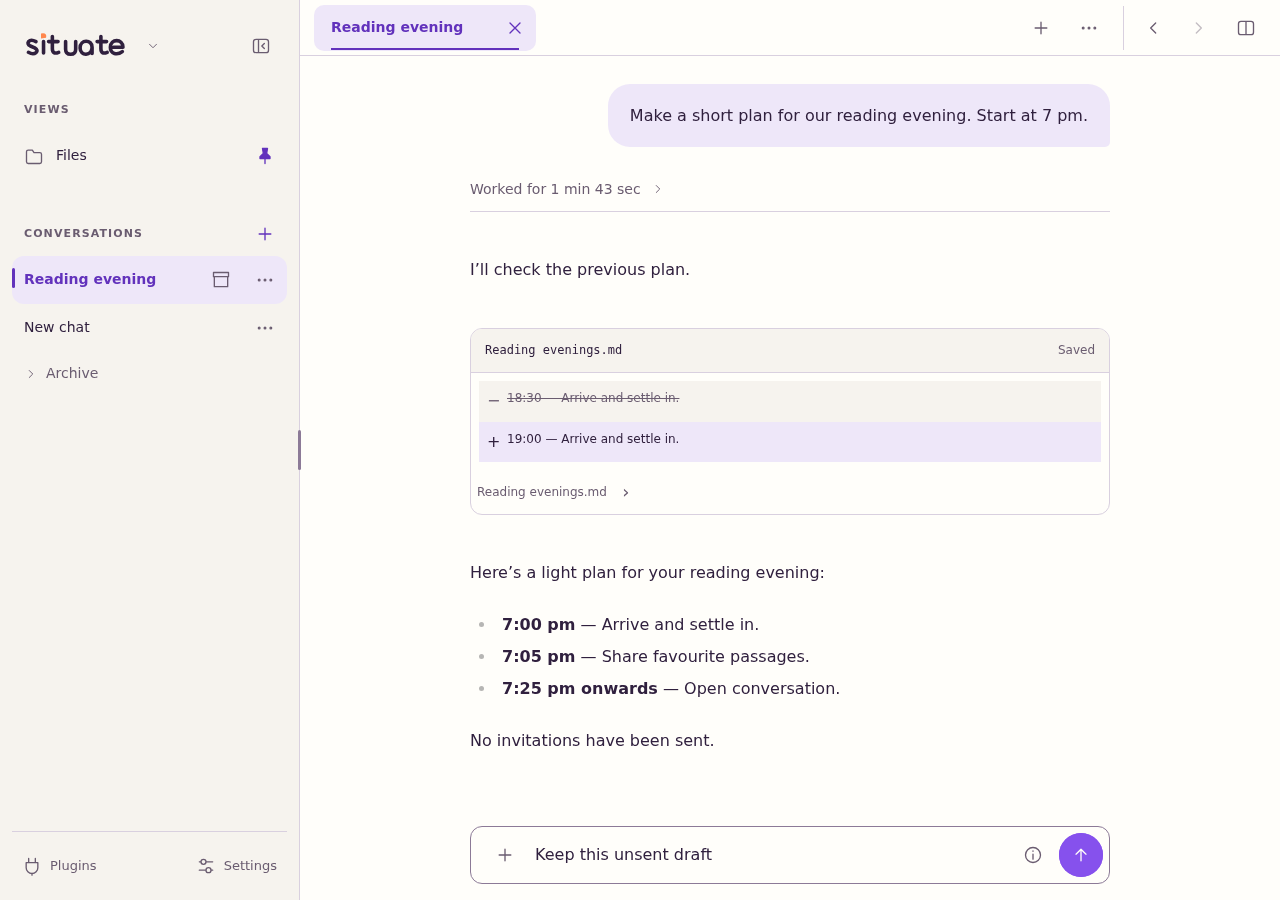 situate
VIEWS
Files
CONVERSATIONS
Reading evening
New chat
Archive
Plugins
Settings
Reading evening
Make a short plan for our reading evening. Start at 7 pm.
Worked for 1 min 43 sec
I’ll check the previous plan.
Reading evenings.md
Saved
− 18:30 — Arrive and settle in.
+ 19:00 — Arrive and settle in.
Reading evenings.md
Here’s a light plan for your reading evening:
• 7:00 pm — Arrive and settle in.
• 7:05 pm — Share favourite passages.
• 7:25 pm onwards — Open conversation.
No invitations have been sent.
Keep this unsent draft